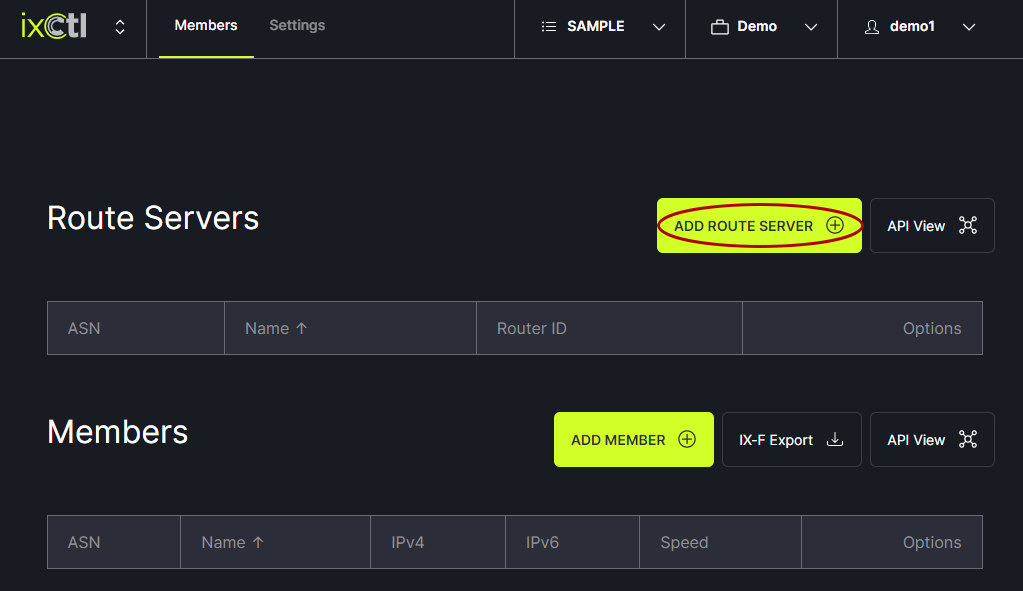 ixCtl Members Settings SAMPLE Demo demo1
Route Servers ADD ROUTE SERVER API View
ASN Name ↑ Router ID Options
Members ADD MEMBER IX-F Export API View
ASN Name ↑ IPv4 IPv6 Speed Options